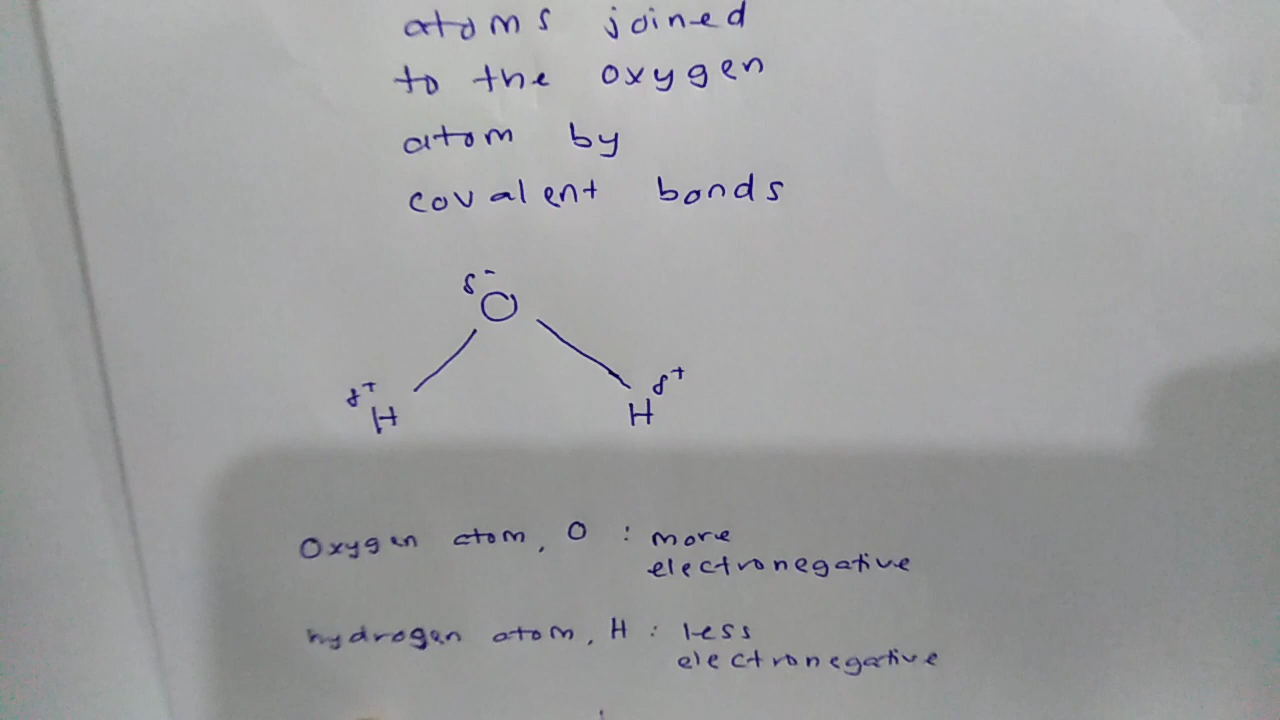 atoms joined
to the oxygen
atom by
covalent bonds
δ-
O
δ+
H
δ+
H
Oxygen atom, O : more
electronegative
hydrogen atom, H : less
electronegative